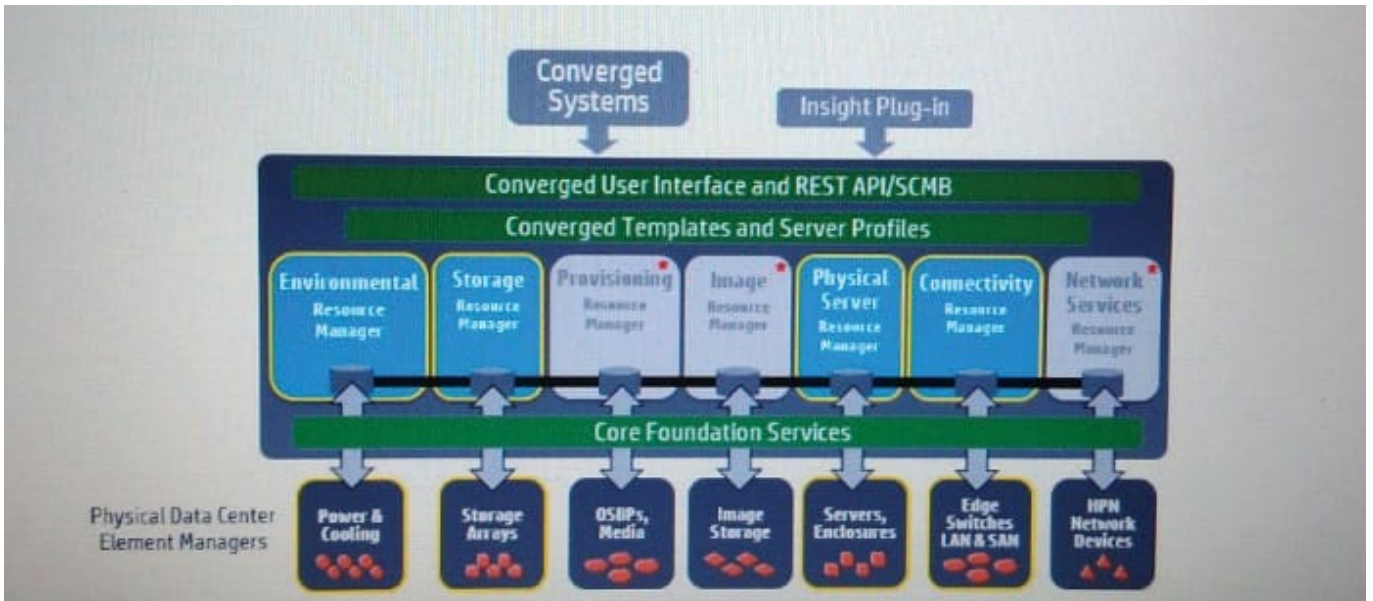 Converged
Systems
Insight Plug-in
Converged User Interface and REST API/SCMB
Converged Templates and Server Profiles
Environmental
Resource
Manager
Storage
Resource
Manager
Provisioning
Resource
Manager
Image
Resource
Manager
Physical
Server
Resource
Manager
Connectivity
Resource
Manager
Network
Services
Resource
Manager
Core Foundation Services
Physical Data Center
Element Managers
Power &
Cooling
Storage
Arrays
OSBPs,
Media
Image
Storage
Servers,
Enclosures
Edge
Switches
LAN & SAN
HPN
Network
Devices